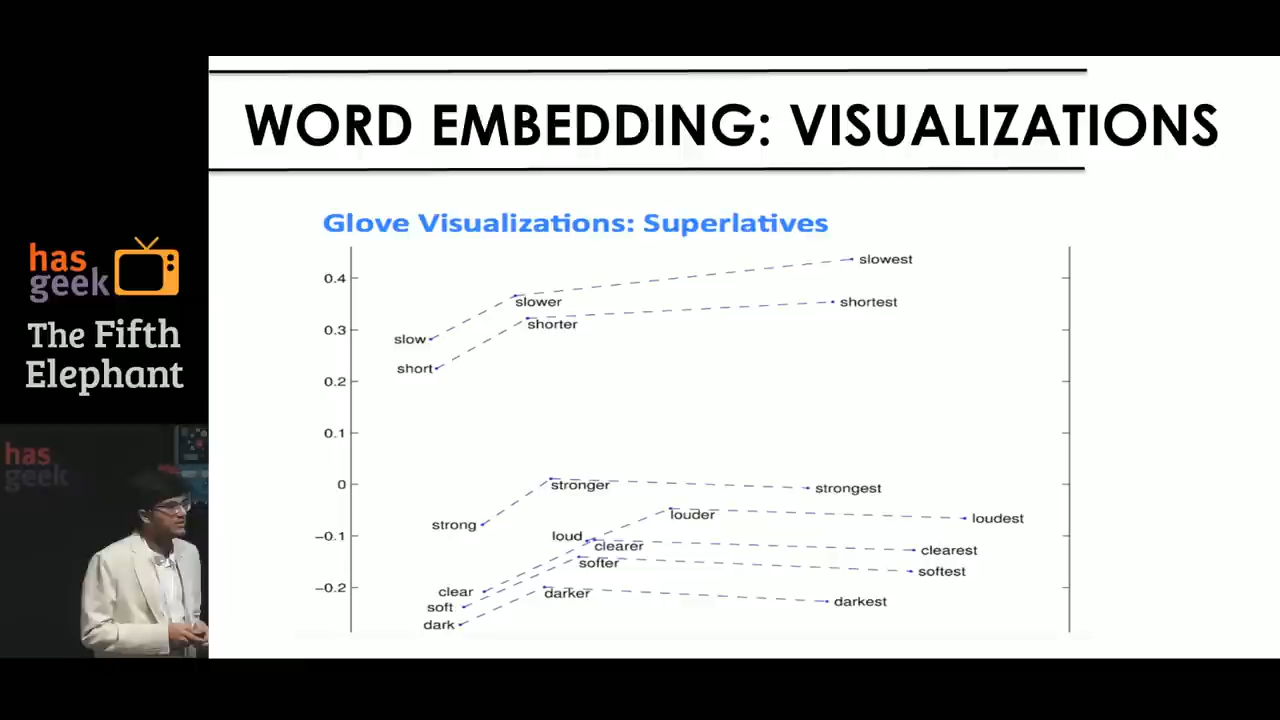 WORD EMBEDDING: VISUALIZATIONS
Glove Visualizations: Superlatives
has
geek
The Fifth
Elephant
has
geek
0.4
0.3
0.2
0.1
0
−0.1
−0.2
slowest
slower
shortest
shorter
slow
short
stronger
strongest
strong
louder
loudest
loud
clearer
clearest
softer
softest
clear
darker
darkest
soft
dark